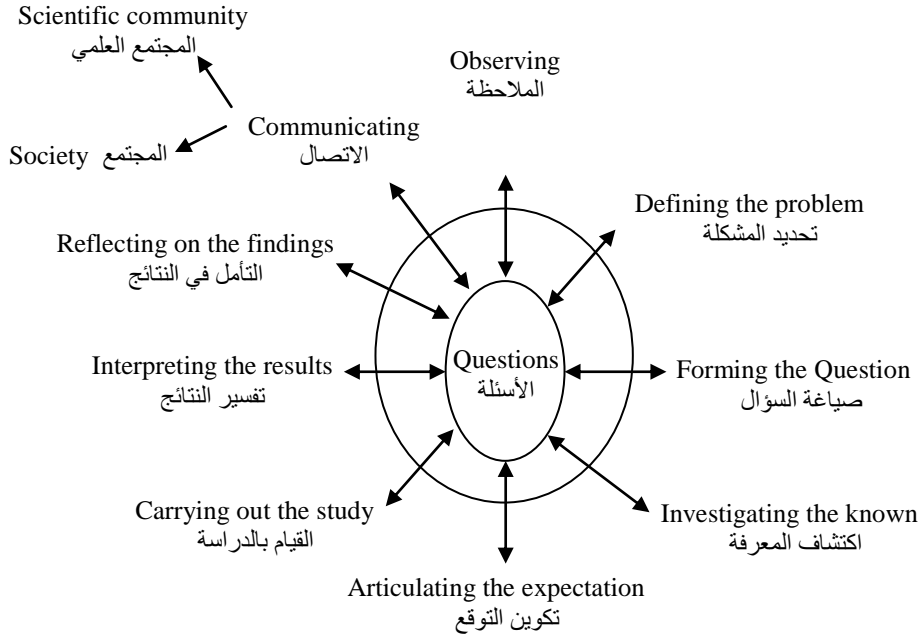 Scientific community
المجتمع العلمي
Observing
الملاحظة
Communicating
الاتصال
Society المجتمع
Defining the problem
تحديد المشكلة
Reflecting on the findings
التأمل في النتائج
Interpreting the results
تفسير النتائج
Questions
الأسئلة
Forming the Question
صياغة السؤال
Carrying out the study
القيام بالدراسة
Investigating the known
اكتشاف المعرفة
Articulating the expectation
تكوين التوقع